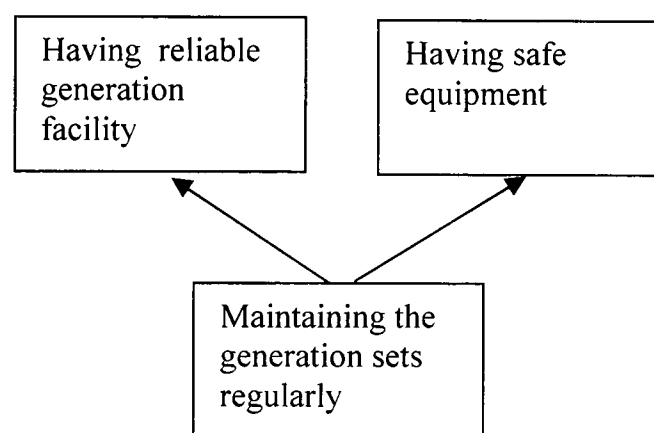 Having reliable
generation
facility
Having safe
equipment
Maintaining the
generation sets
regularly